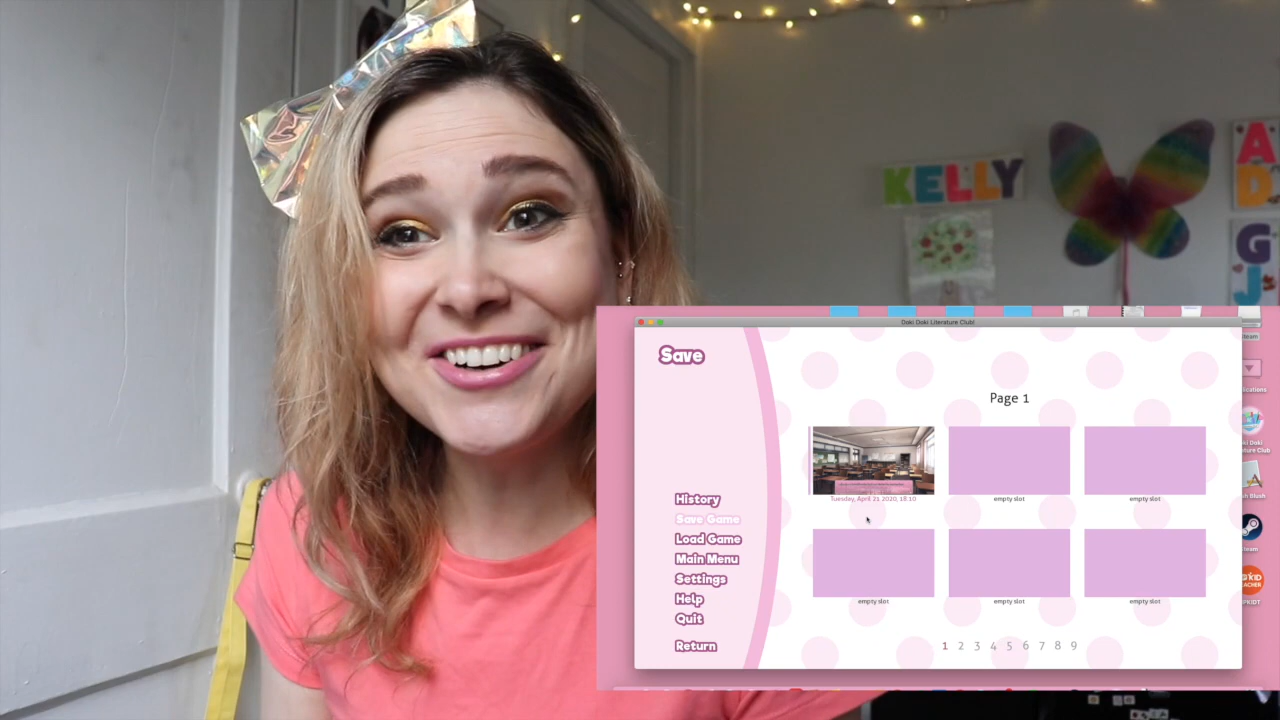 KELLY
A
D
G
J
Doki Doki Literature Club!
Save
Page 1
Tuesday, April 21 2020, 18:10
empty slot
empty slot
History
Save Game
Load Game
Main Menu
Settings
Help
Quit
Return
empty slot
empty slot
empty slot
1 2 3 4 5 6 7 8 9